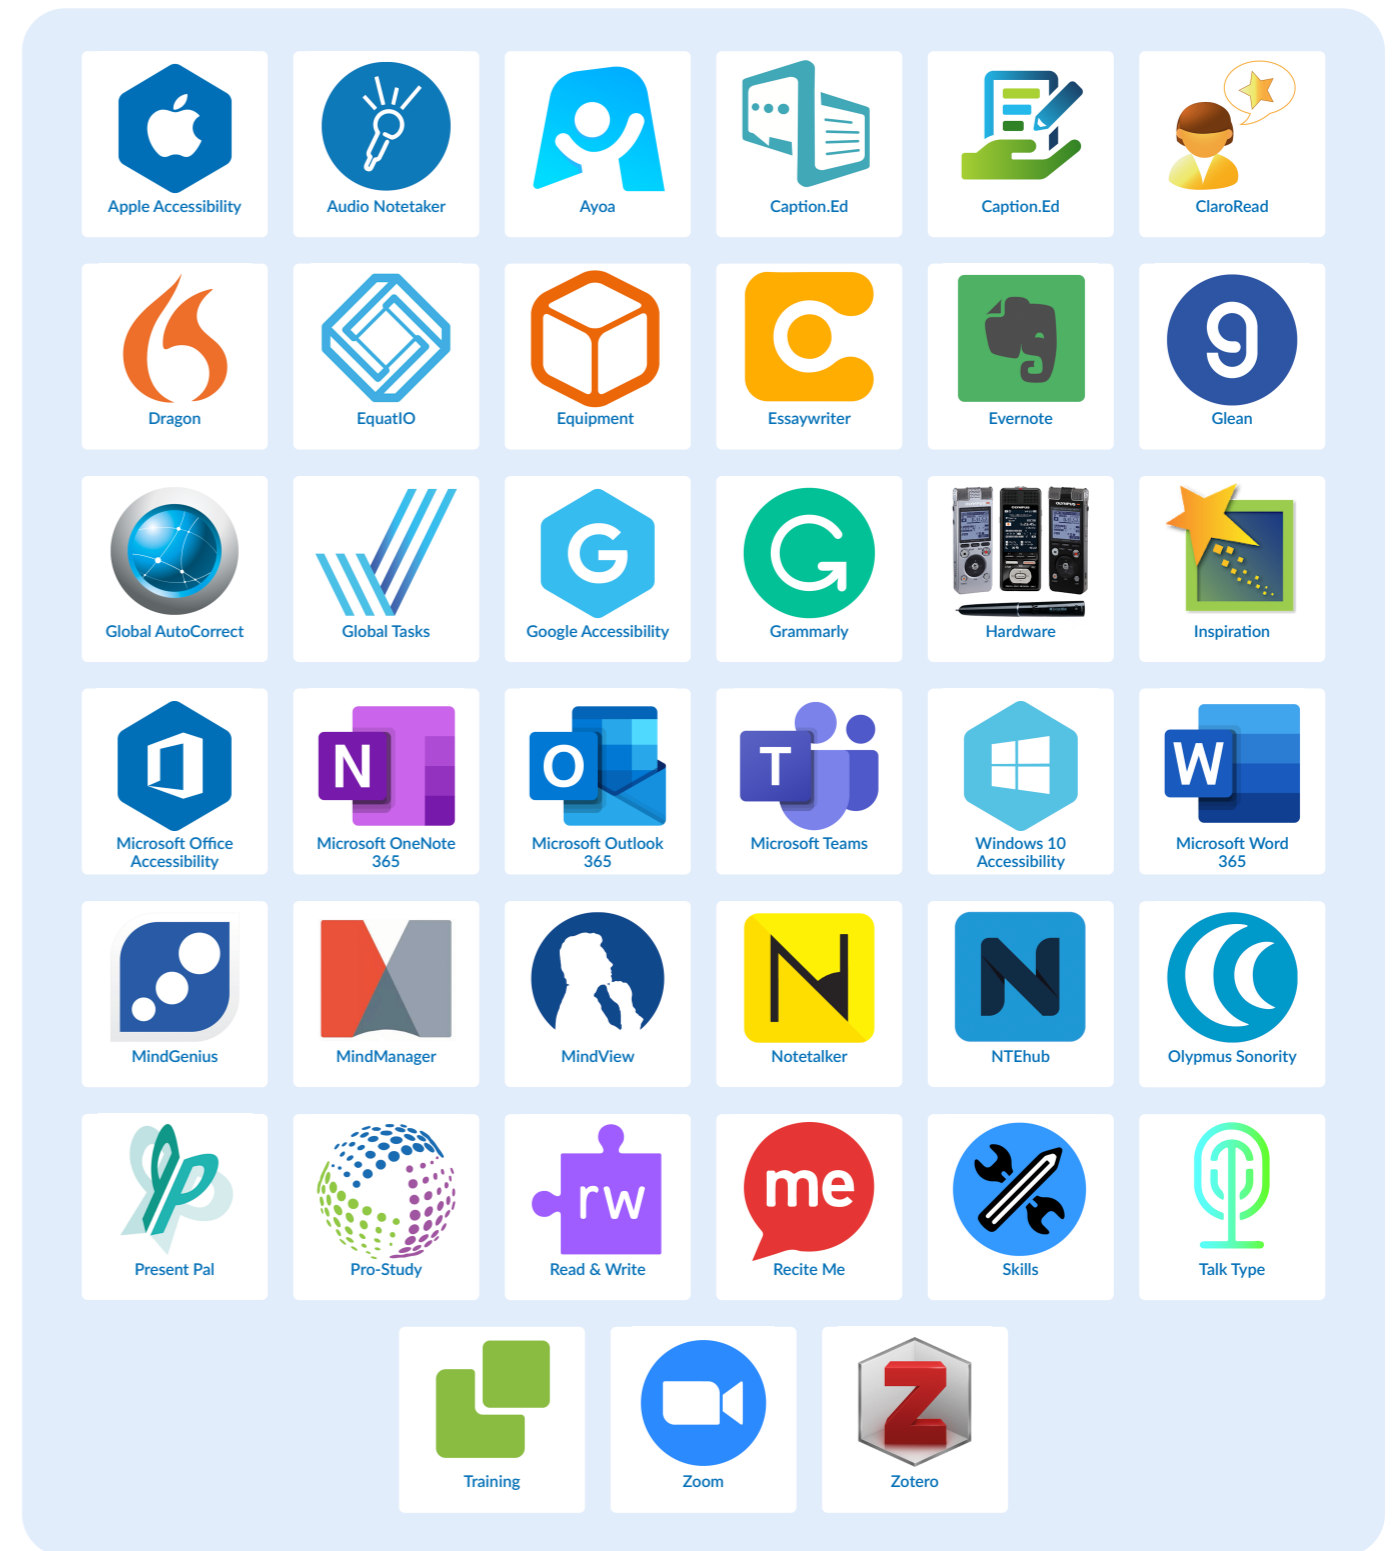 Apple Accessibility
Audio Notetaker
Ayoa
Caption.Ed
Caption.Ed
ClaroRead
Dragon
EquatIO
Equipment
Essaywriter
Evernote
Glean
Global AutoCorrect
Global Tasks
G
Google Accessibility
Grammarly
OLYMPUS
Hardware
Inspiration
Microsoft Office
Accessibility
N
Microsoft OneNote
365
O
Microsoft Outlook
365
T
Microsoft Teams
Windows 10
Accessibility
W
Microsoft Word
365
MindGenius
MindManager
MindView
N
Notetalker
N
NTEhub
Olypmus Sonority
Present Pal
Pro-Study
rw
Read & Write
me
Recite Me
Skills
Talk Type
Training
Zoom
Z
Zotero